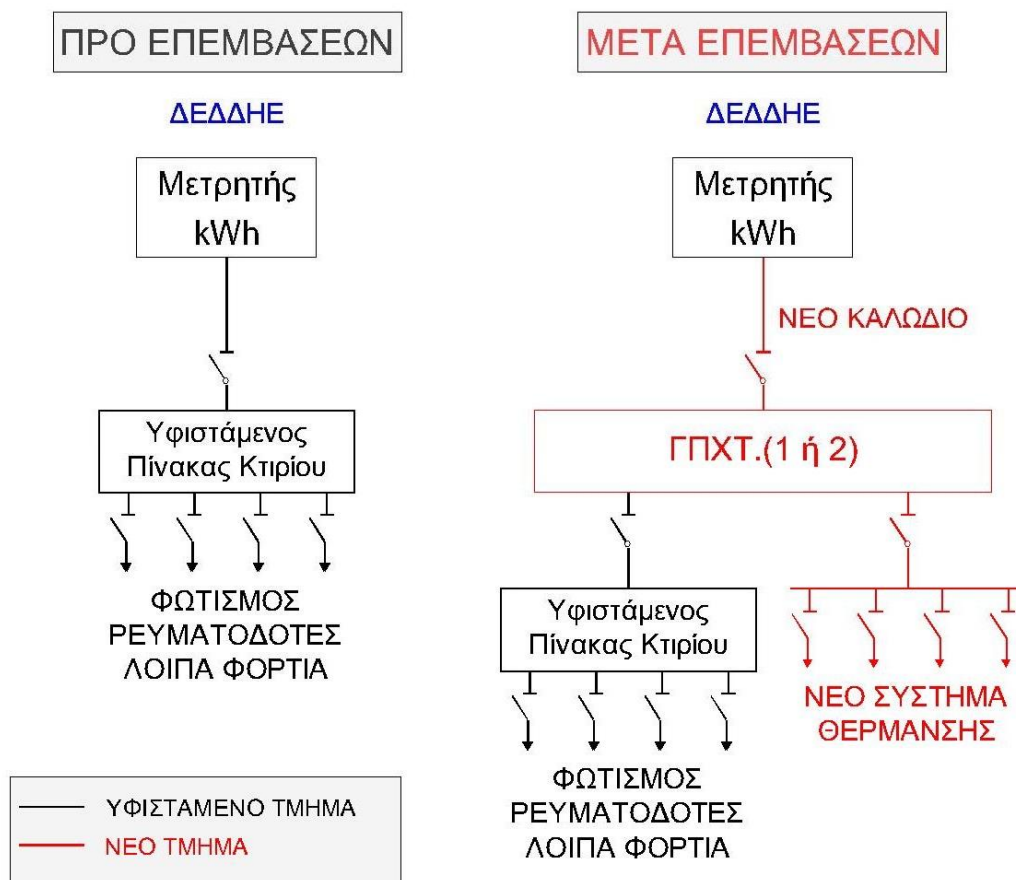 ΠΡΟ ΕΠΕΜΒΑΣΕΩΝ
ΔΕΔΔΗΕ
Μετρητής
kWh
Υφιστάμενος
Πίνακας Κτιρίου
ΦΩΤΙΣΜΟΣ
ΡΕΥΜΑΤΟΔΟΤΕΣ
ΛΟΙΠΑ ΦΟΡΤΙΑ
ΜΕΤΑ ΕΠΕΜΒΑΣΕΩΝ
ΔΕΔΔΗΕ
Μετρητής
kWh
ΝΕΟ ΚΑΛΩΔΙΟ
ΓΠΧΤ.(1 ή 2)
Υφιστάμενος
Πίνακας Κτιρίου
ΦΩΤΙΣΜΟΣ
ΡΕΥΜΑΤΟΔΟΤΕΣ
ΛΟΙΠΑ ΦΟΡΤΙΑ
ΝΕΟ ΣΥΣΤΗΜΑ
ΘΕΡΜΑΝΣΗΣ
ΥΦΙΣΤΑΜΕΝΟ ΤΜΗΜΑ
ΝΕΟ ΤΜΗΜΑ